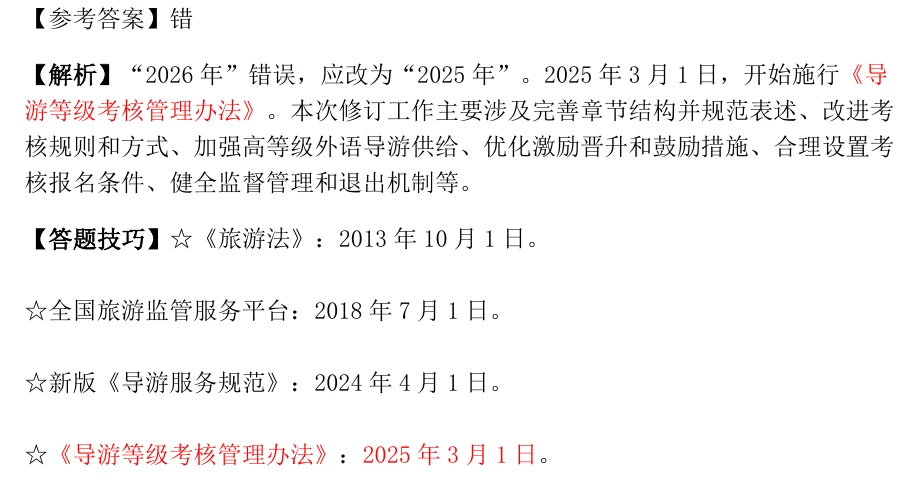 【参考答案】错
【解析】“2026 年”错误，应改为“2025 年”。2025 年 3 月 1 日，开始施行《导
游等级考核管理办法》。本次修订工作主要涉及完善章节结构并规范表述、改进考
核规则和方式、加强高等级外语导游供给、优化激励晋升和鼓励措施、合理设置考
核报名条件、健全监督管理和退出机制等。
【答题技巧】☆《旅游法》：2013 年 10 月 1 日。
☆全国旅游监管服务平台：2018 年 7 月 1 日。
☆新版《导游服务规范》：2024 年 4 月 1 日。
☆《导游等级考核管理办法》：2025 年 3 月 1 日。